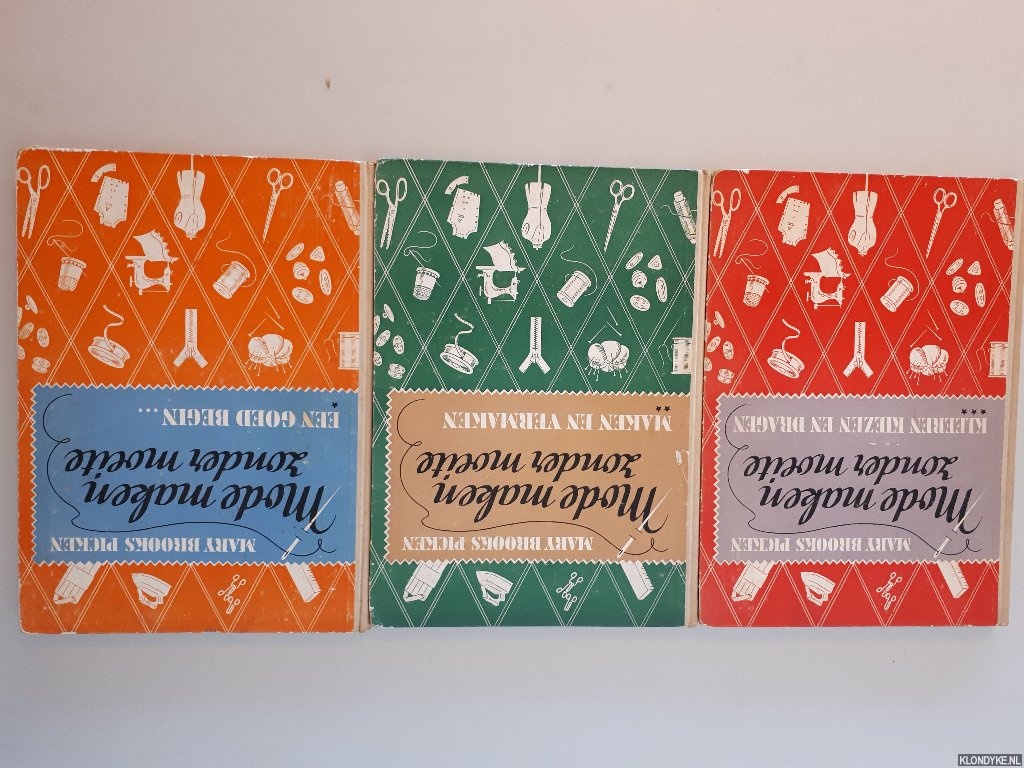 MARY BROOKS PICKEN
Mode maken
zonder moeite
EEN GOED BEGIN...
*
MARY BROOKS PICKEN
Mode maken
zonder moeite
MAKEN EN VERMAKEN
**
MARY BROOKS PICKEN
Mode maken
zonder moeite
...
KLEEREN KIEZEN EN DRAGEN
***
KLONDYKE.NL